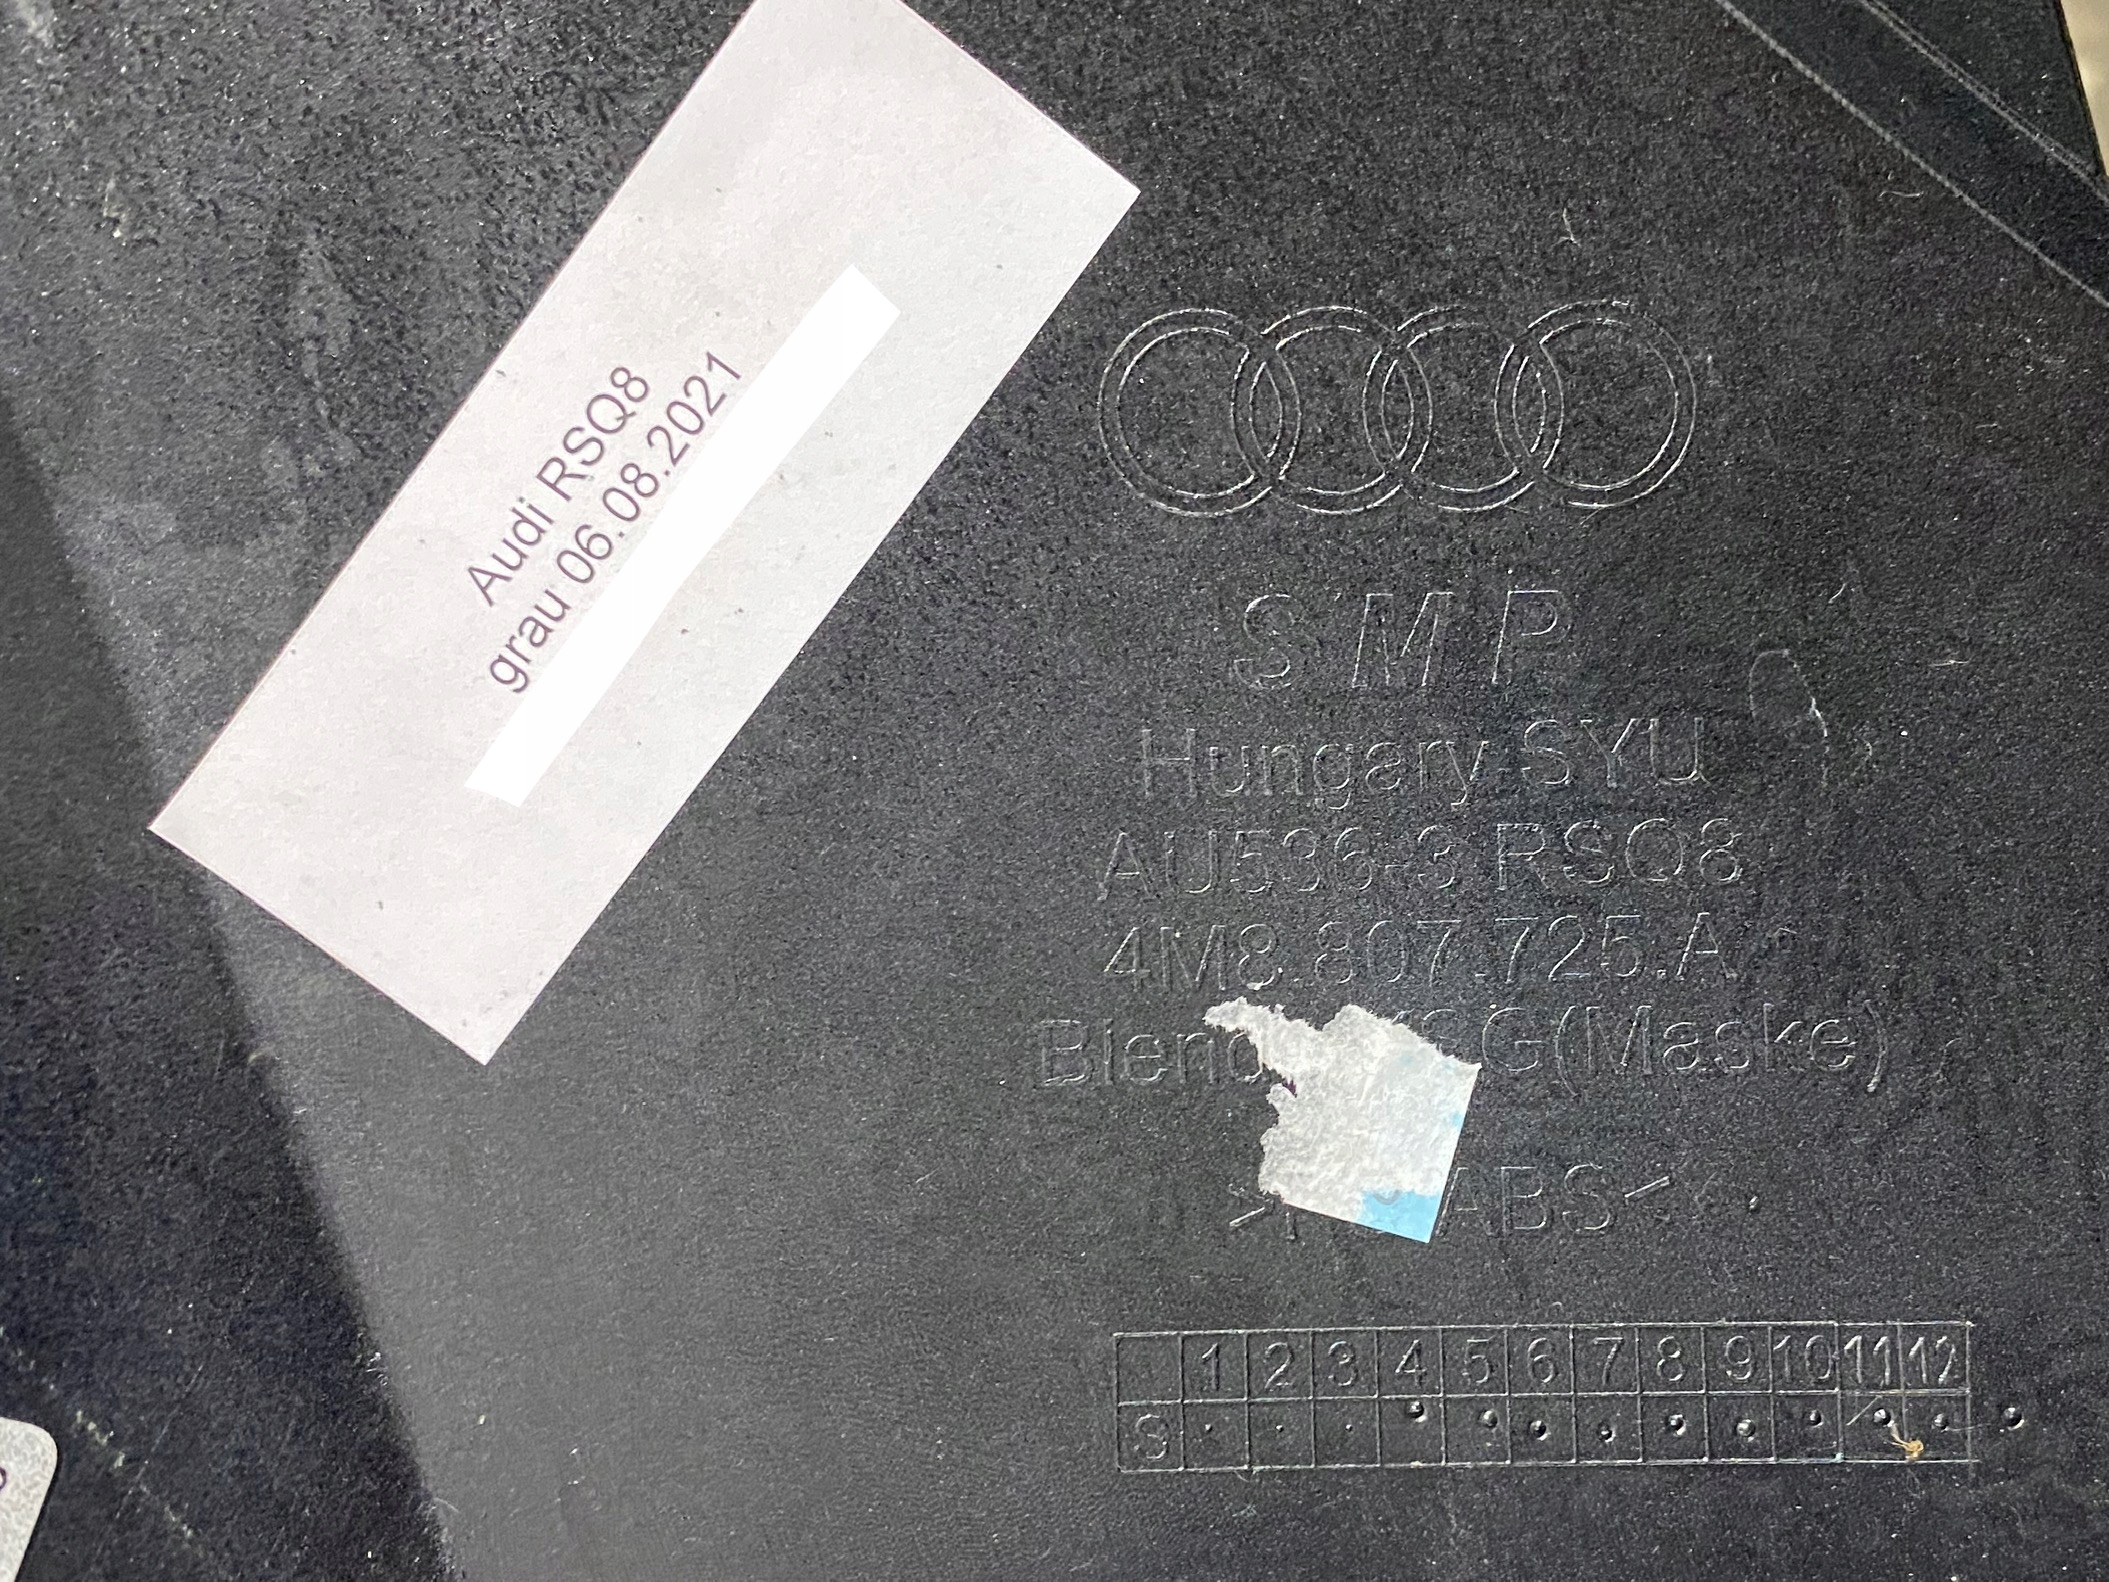 Audi RSQ8
grau 06.08.2021
SMP
Hungary SYU
AU536-3 RSQ8
4M8.807.725.A
(Maske)
ABS<
1 2 3 4 5 6 7 8 9 10 11 12
S